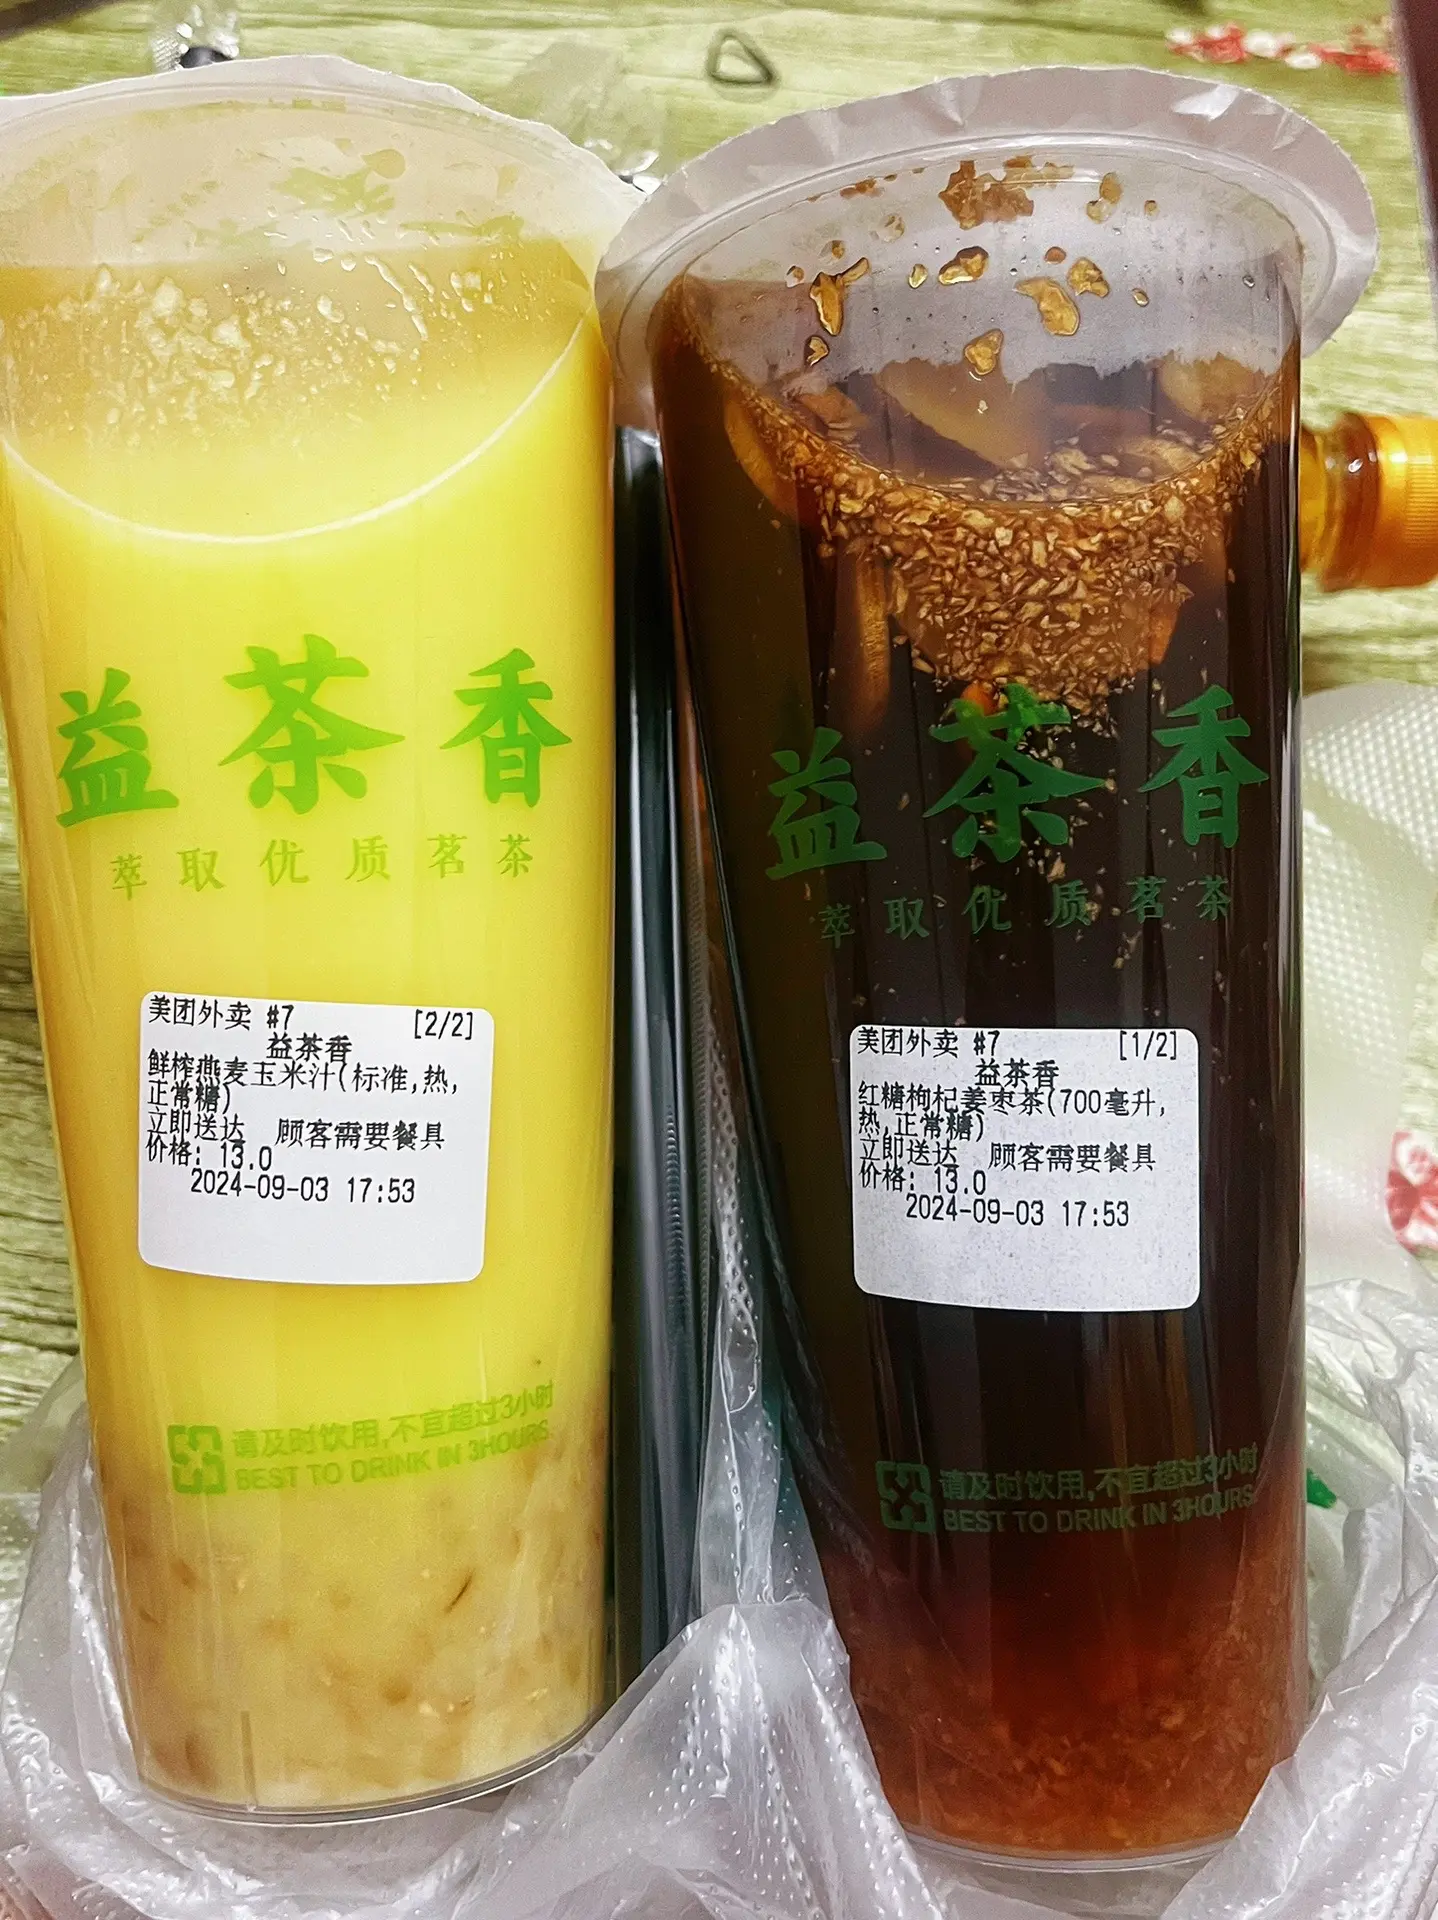 益茶香
萃取优质茗茶
美团外卖 #7 [2/2]
益茶香
鲜榨燕麦玉米汁(标准,热,
正常糖)
立即送达 顾客需要餐具
价格: 13.0
2024-09-03 17:53
请及时饮用,不宜超过3小时
BEST TO DRINK IN 3HOURS
益茶香
萃取优质茗茶
美团外卖 #7 [1/2]
益茶香
红糖枸杞姜枣茶(700毫升,
热,正常糖)
立即送达 顾客需要餐具
价格: 13.0
2024-09-03 17:53
请及时饮用,不宜超过3小时
BEST TO DRINK IN 3HOURS